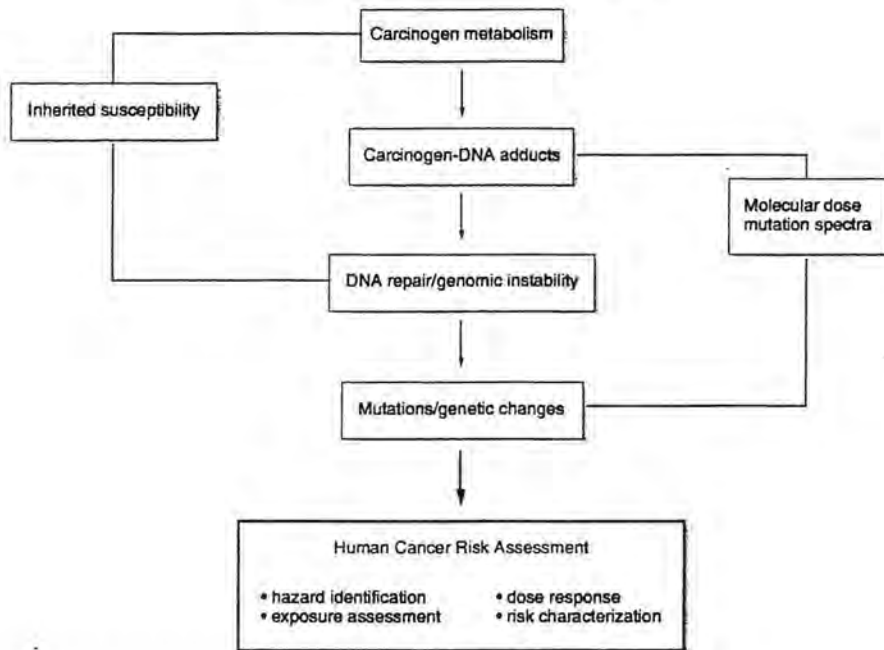 Carcinogen metabolism
Inherited susceptibility
Carcinogen-DNA adducts
Molecular dose
mutation spectra
DNA repair/genomic instability
Mutations/genetic changes
Human Cancer Risk Assessment
• hazard identification
• dose response
• exposure assessment
• risk characterization